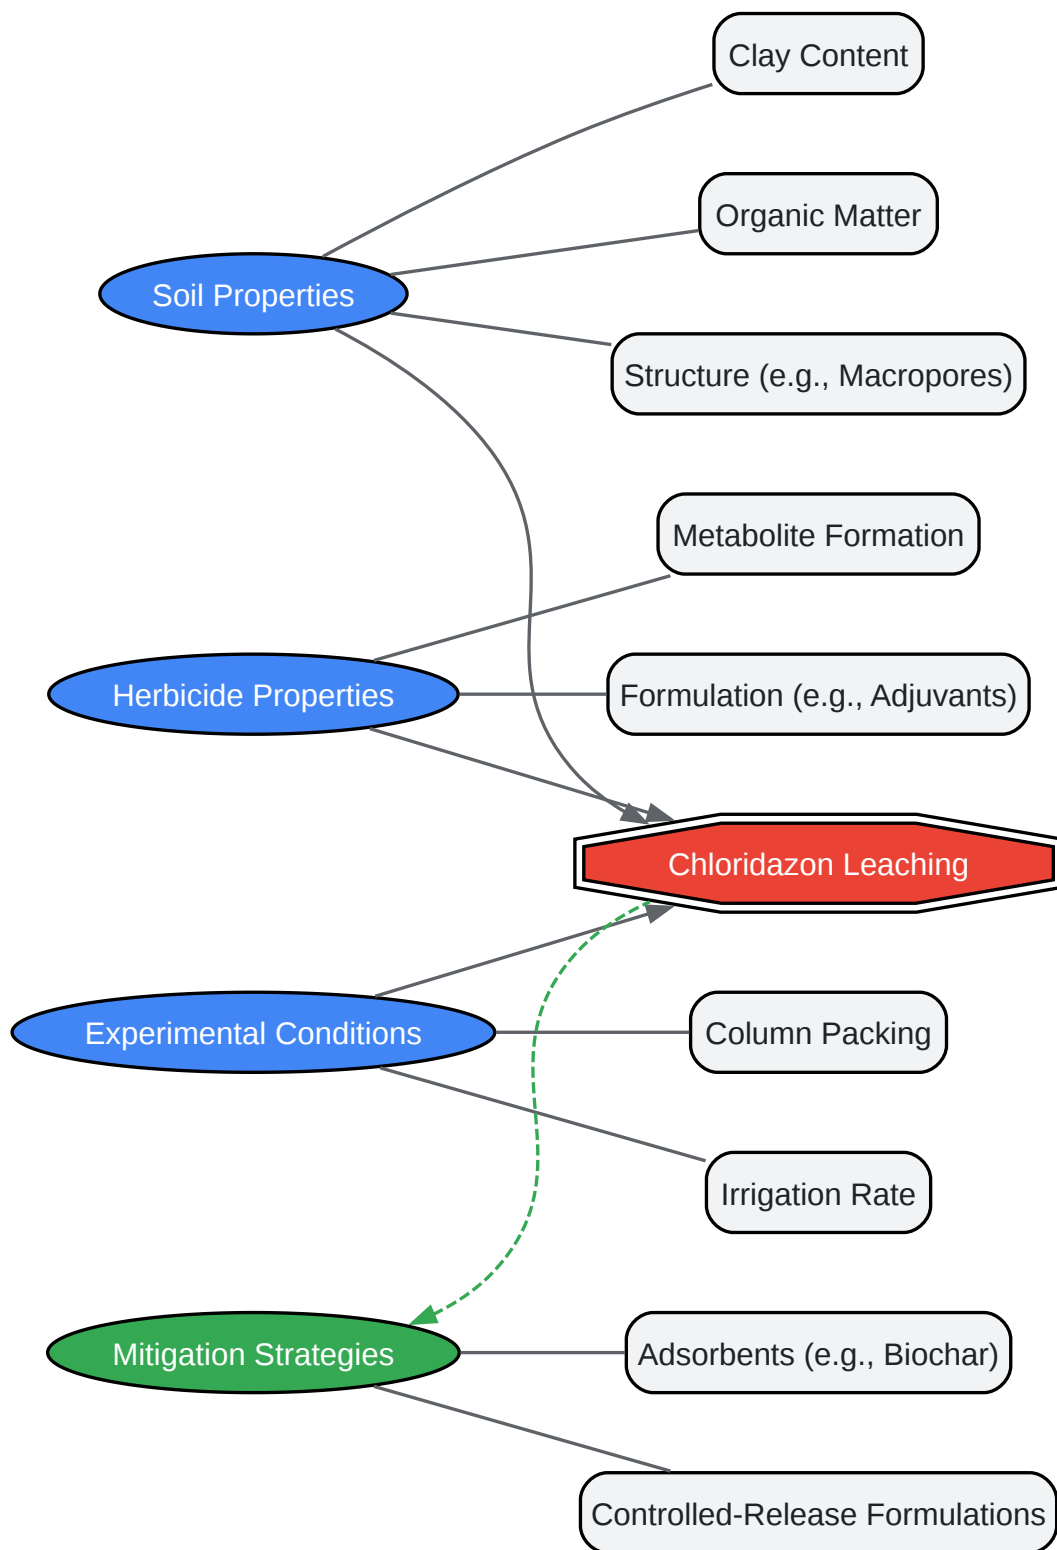 Clay Content
Organic Matter
Soil Properties
Structure (e.g., Macropores)
Metabolite Formation
Herbicide Properties
Formulation (e.g., Adjuvants)
Chloridazon Leaching
Experimental Conditions
Column Packing
Irrigation Rate
Mitigation Strategies
Adsorbents (e.g., Biochar)
Controlled-Release Formulations